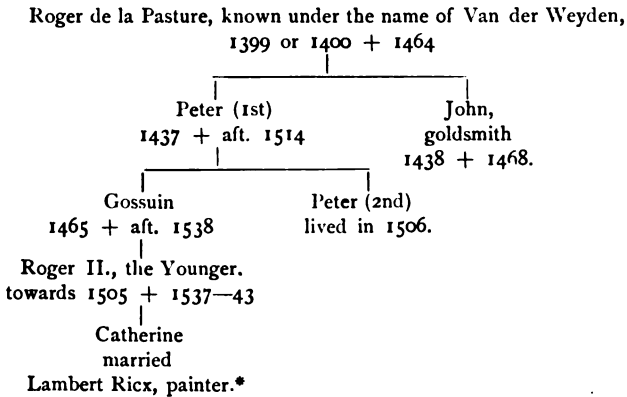 Roger de la Pasture, known under the name of Van der Weyden,
1399 or 1400 + 1464
Peter (1st)
1437 + aft. 1514
John,
goldsmith
1438 + 1468.
Gossuin
1465 + aft. 1538
Peter (2nd)
lived in 1506.
Roger II., the Younger.
towards 1505 + 1537—43
Catherine
married
Lambert Ricx, painter.*